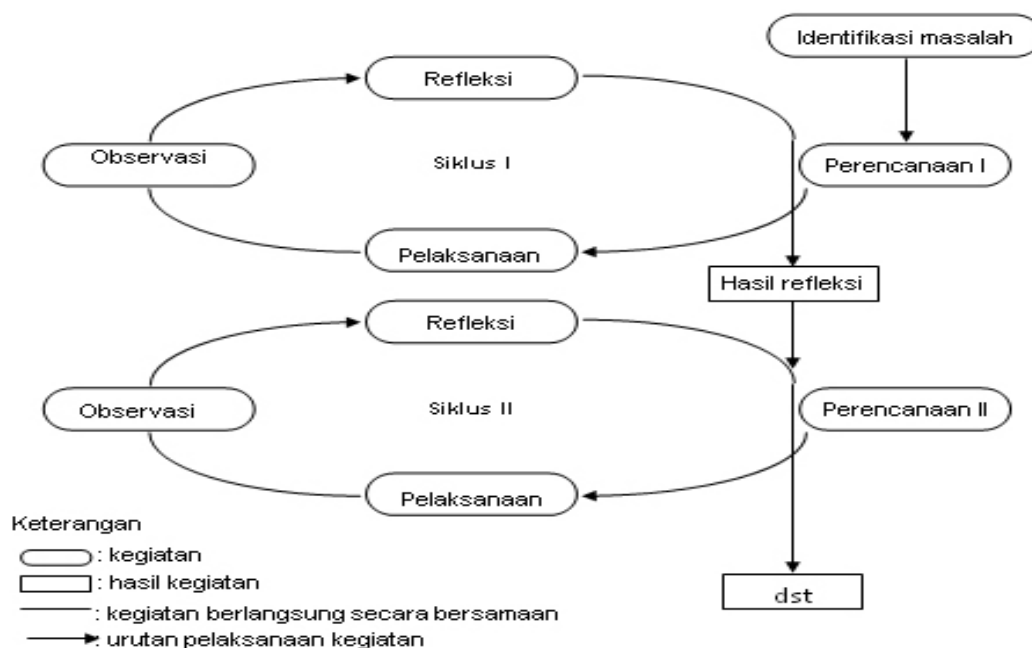 Identifikasi masalah
Refleksi
Observasi
Siklus I
Perencanaan I
Pelaksanaan
Hasil refleksi
Refleksi
Observasi
Siklus II
Perencanaan II
Pelaksanaan
Keterangan
: kegiatan
: hasil kegiatan
: kegiatan berlangsung secara bersamaan
: urutan pelaksanaan kegiatan
dst